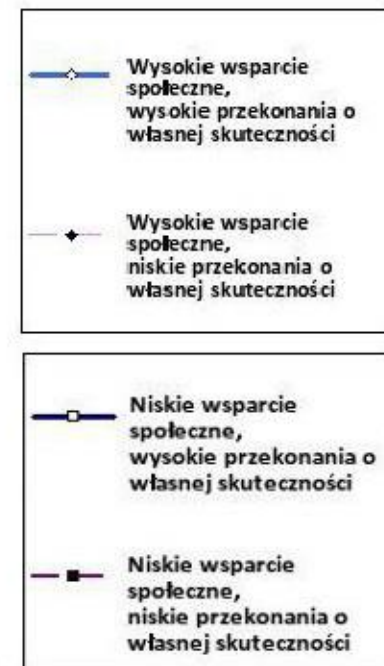 Wysokie wsparcie
społeczne,
wysokie przekonania o
własnej skuteczności
Wysokie wsparcie
społeczne,
niskie przekonania o
własnej skuteczności
Niskie wsparcie
społeczne,
wysokie przekonania o
własnej skuteczności
Niskie wsparcie
społeczne,
niskie przekonania o
własnej skuteczności